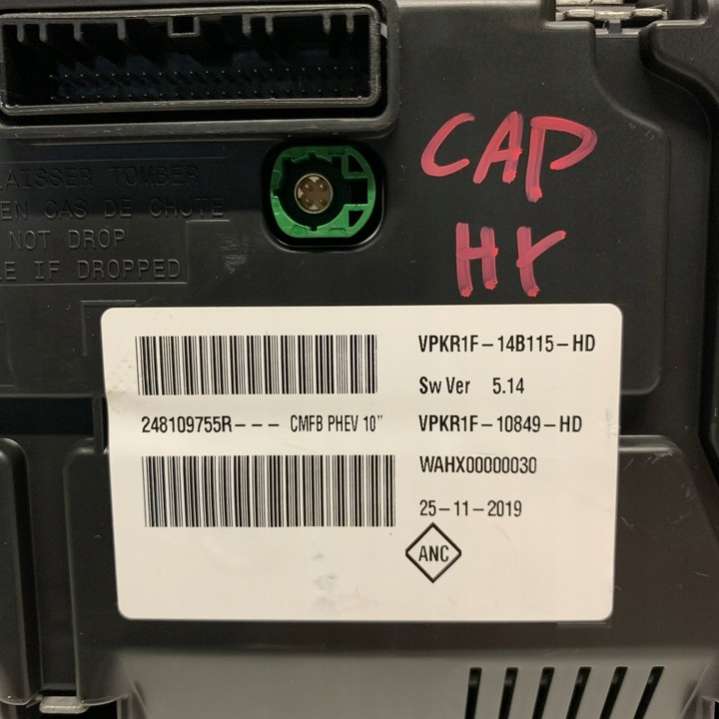 CAP
HX
LAISSER TOMBER
EN CAS DE CHUTE
NOT DROP
IF DROPPED
VPKR1F-14B115-HD
Sw Ver 5.14
248109755R--- CMFB PHEV 10"
VPKR1F-10849-HD
WAHX00000030
25-11-2019
ANC